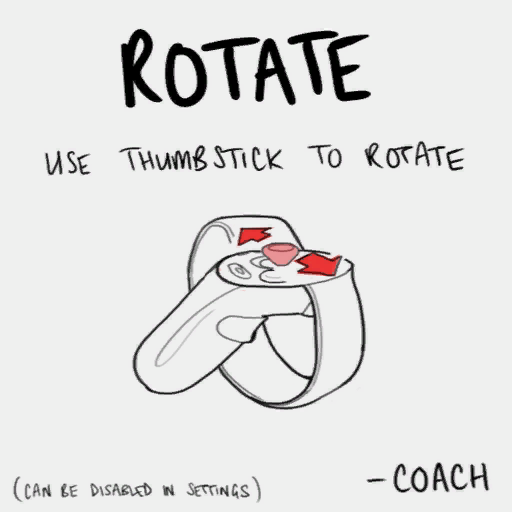 ROTATE
USE THUMBSTICK TO ROTATE
(CAN BE DISABLED IN SETTINGS)
-COACH